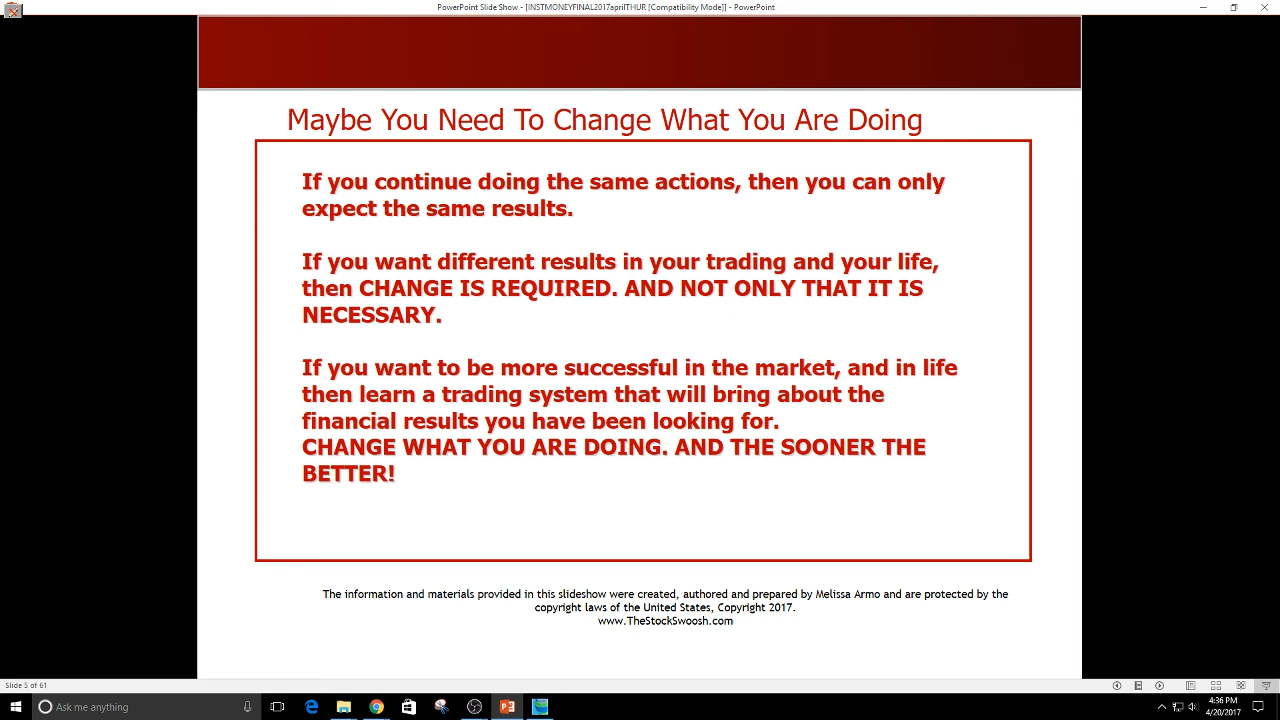 PowerPoint Slide Show - [INSTMONEYFINAL2017aprilTHUR [Compatibility Mode]] - PowerPoint
Maybe You Need To Change What You Are Doing
If you continue doing the same actions, then you can only
expect the same results.
If you want different results in your trading and your life,
then CHANGE IS REQUIRED. AND NOT ONLY THAT IT IS
NECESSARY.
If you want to be more successful in the market, and in life
then learn a trading system that will bring about the
financial results you have been looking for.
CHANGE WHAT YOU ARE DOING. AND THE SOONER THE
BETTER!
The information and materials provided in this slideshow were created, authored and prepared by Melissa Armo and are protected by the
copyright laws of the United States, Copyright 2017.
www.TheStockSwoosh.com
Slide 5 of 61
Ask me anything
4:36 PM
4/20/2017